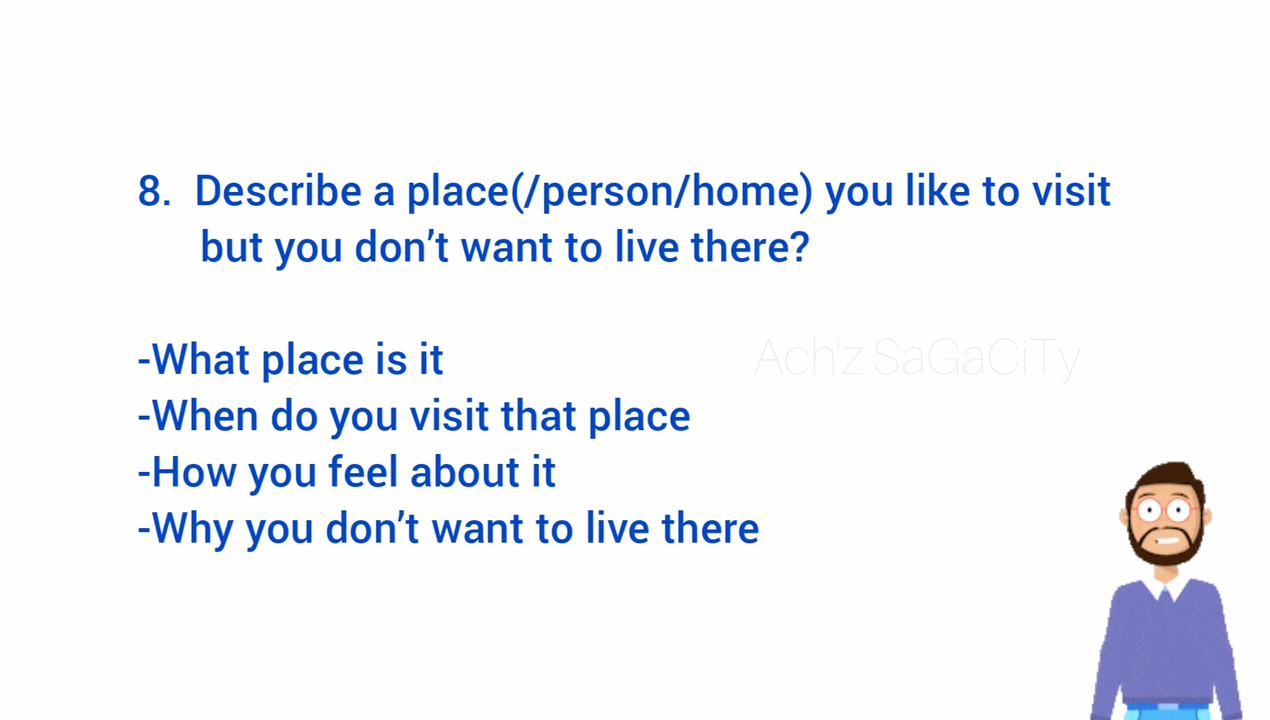 8. Describe a place(/person/home) you like to visit
but you don't want to live there?
-What place is it
Ach'z SaGaCiTy
-When do you visit that place
-How you feel about it
-Why you don't want to live there